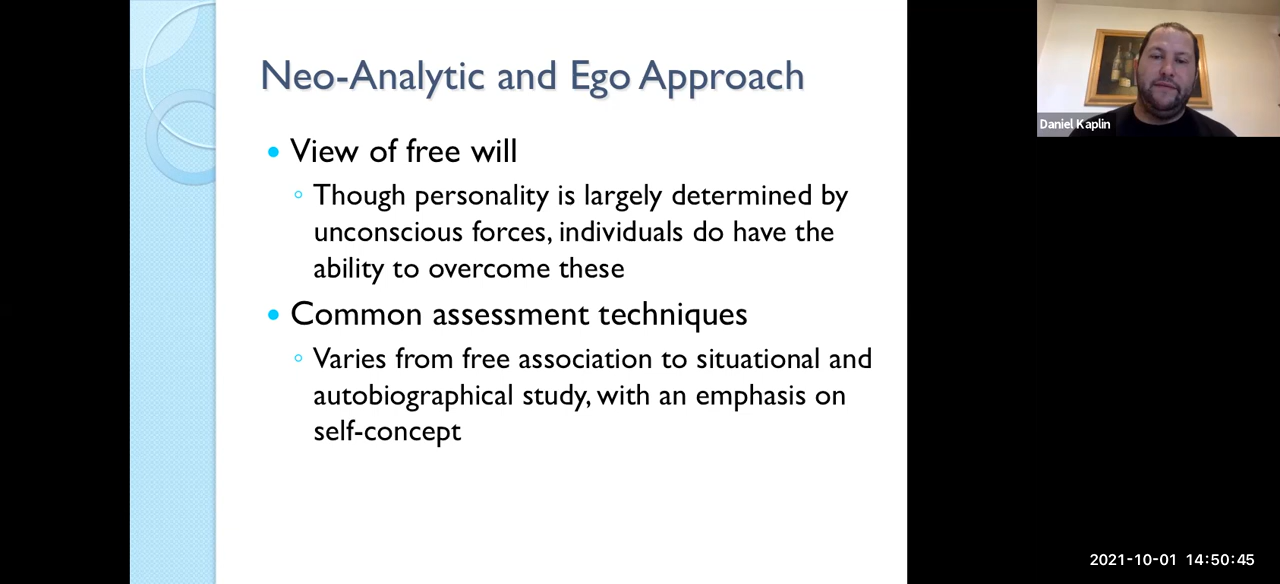 Neo-Analytic and Ego Approach
View of free will
Though personality is largely determined by
unconscious forces, individuals do have the
ability to overcome these
Common assessment techniques
Varies from free association to situational and
autobiographical study, with an emphasis on
self-concept
Daniel Kaplin
2021-10-01 14:50:45